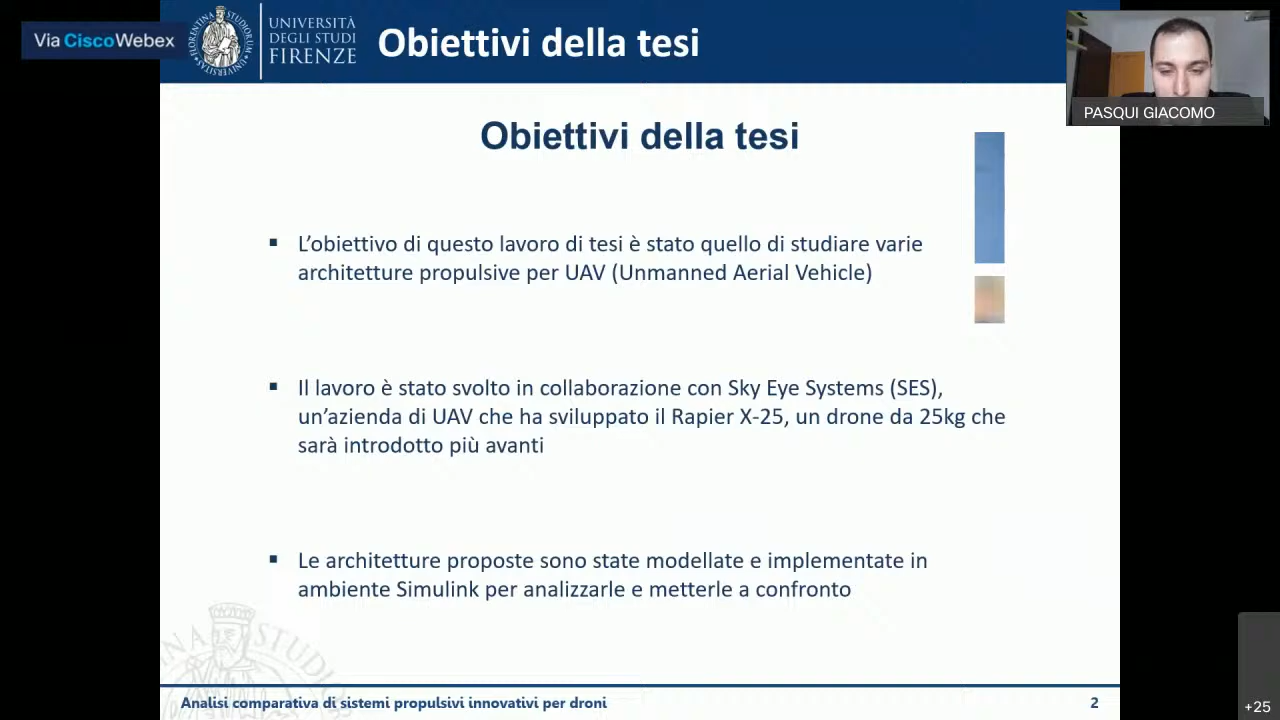 Via Cisco Webex
UNIVERSITÀ
DEGLI STUDI
FIRENZE
Obiettivi della tesi
PASQUI GIACOMO
Obiettivi della tesi
L’obiettivo di questo lavoro di tesi è stato quello di studiare varie
architetture propulsive per UAV (Unmanned Aerial Vehicle)
Il lavoro è stato svolto in collaborazione con Sky Eye Systems (SES),
un’azienda di UAV che ha sviluppato il Rapier X-25, un drone da 25kg che
sarà introdotto più avanti
Le architetture proposte sono state modellate e implementate in
ambiente Simulink per analizzarle e metterle a confronto
Analisi comparativa di sistemi propulsivi innovativi per droni
2
+25